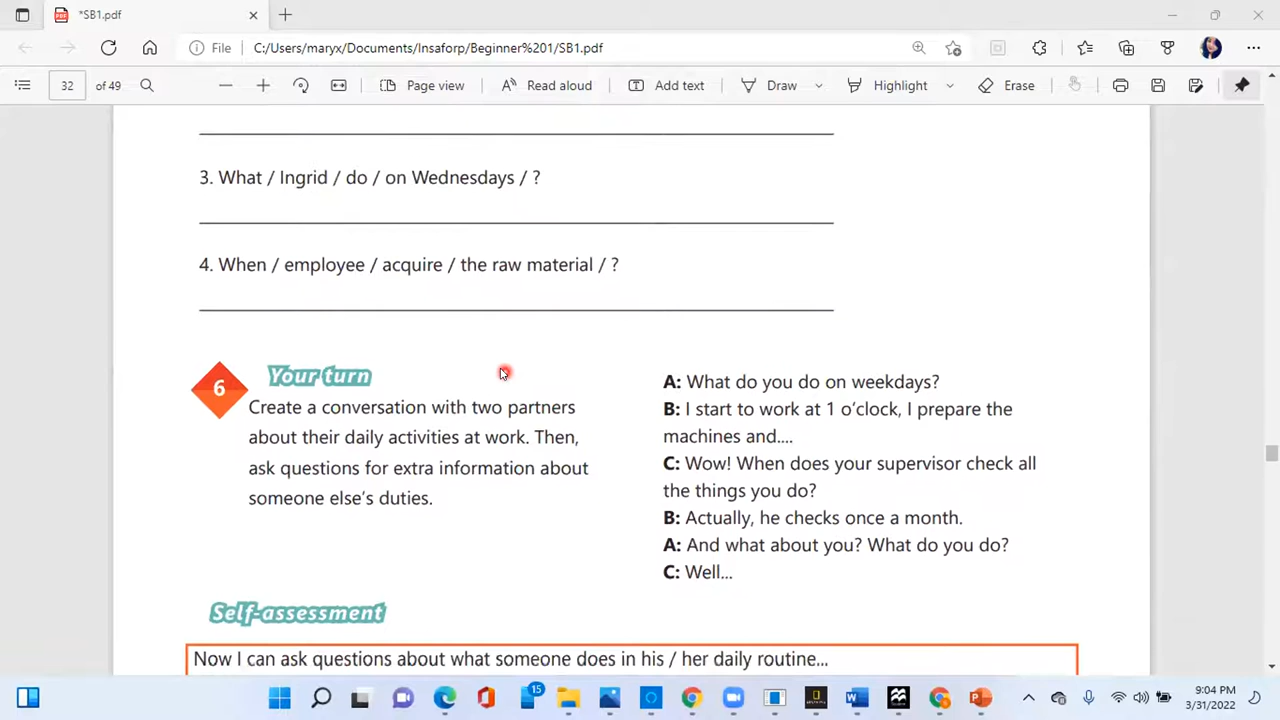 *SB1.pdf
File
C:/Users/maryx/Documents/Insaforp/Beginner%201/SB1.pdf
32 of 49
Page view
Read aloud
Add text
Draw
Highlight
Erase
3. What / Ingrid / do / on Wednesdays / ?
4. When / employee / acquire / the raw material / ?
6
Your turn
Create a conversation with two partners
about their daily activities at work. Then,
ask questions for extra information about
someone else's duties.
A: What do you do on weekdays?
B: I start to work at 1 o'clock, I prepare the
machines and....
C: Wow! When does your supervisor check all
the things you do?
B: Actually, he checks once a month.
A: And what about you? What do you do?
C: Well...
Self-assessment
Now I can ask questions about what someone does in his / her daily routine...
15
9:04 PM
3/31/2022